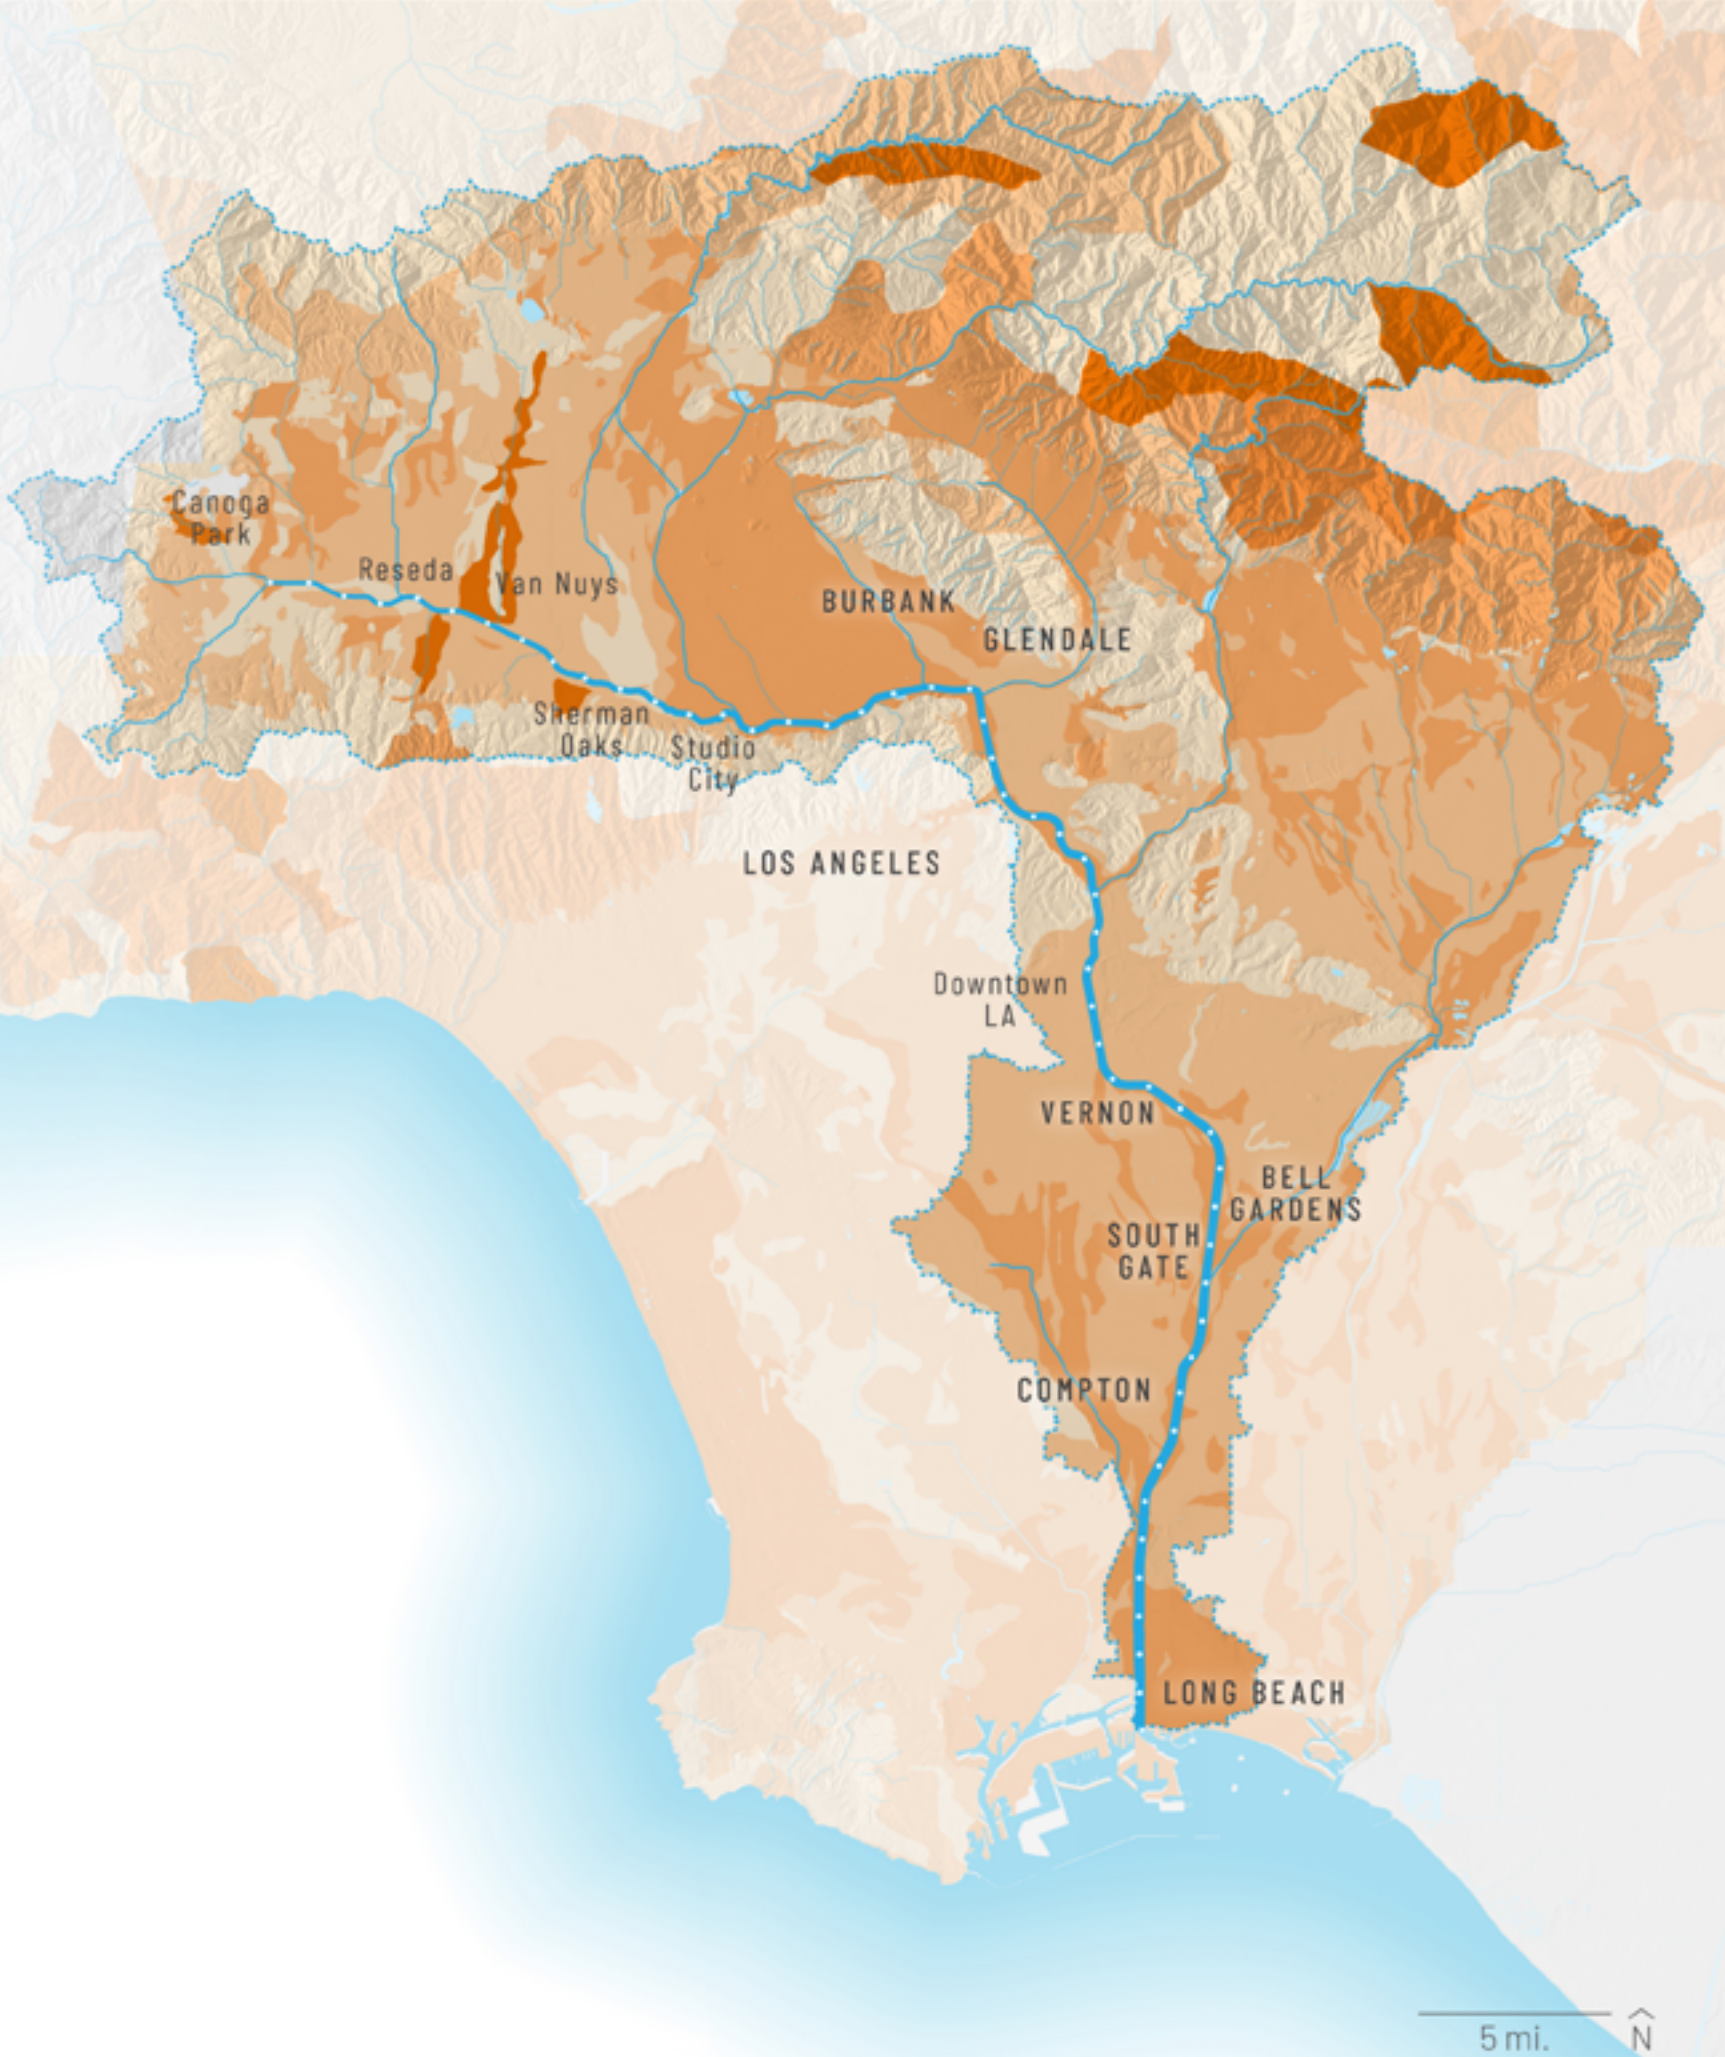 Canoga
Park
Reseda
Van Nuys
BURBANK
GLENDALE
Sherman
Oaks
Studio
City
LOS ANGELES
Downtown
LA
VERNON
BELL
GARDENS
SOUTH
GATE
COMPTON
LONG BEACH
5 mi.
N